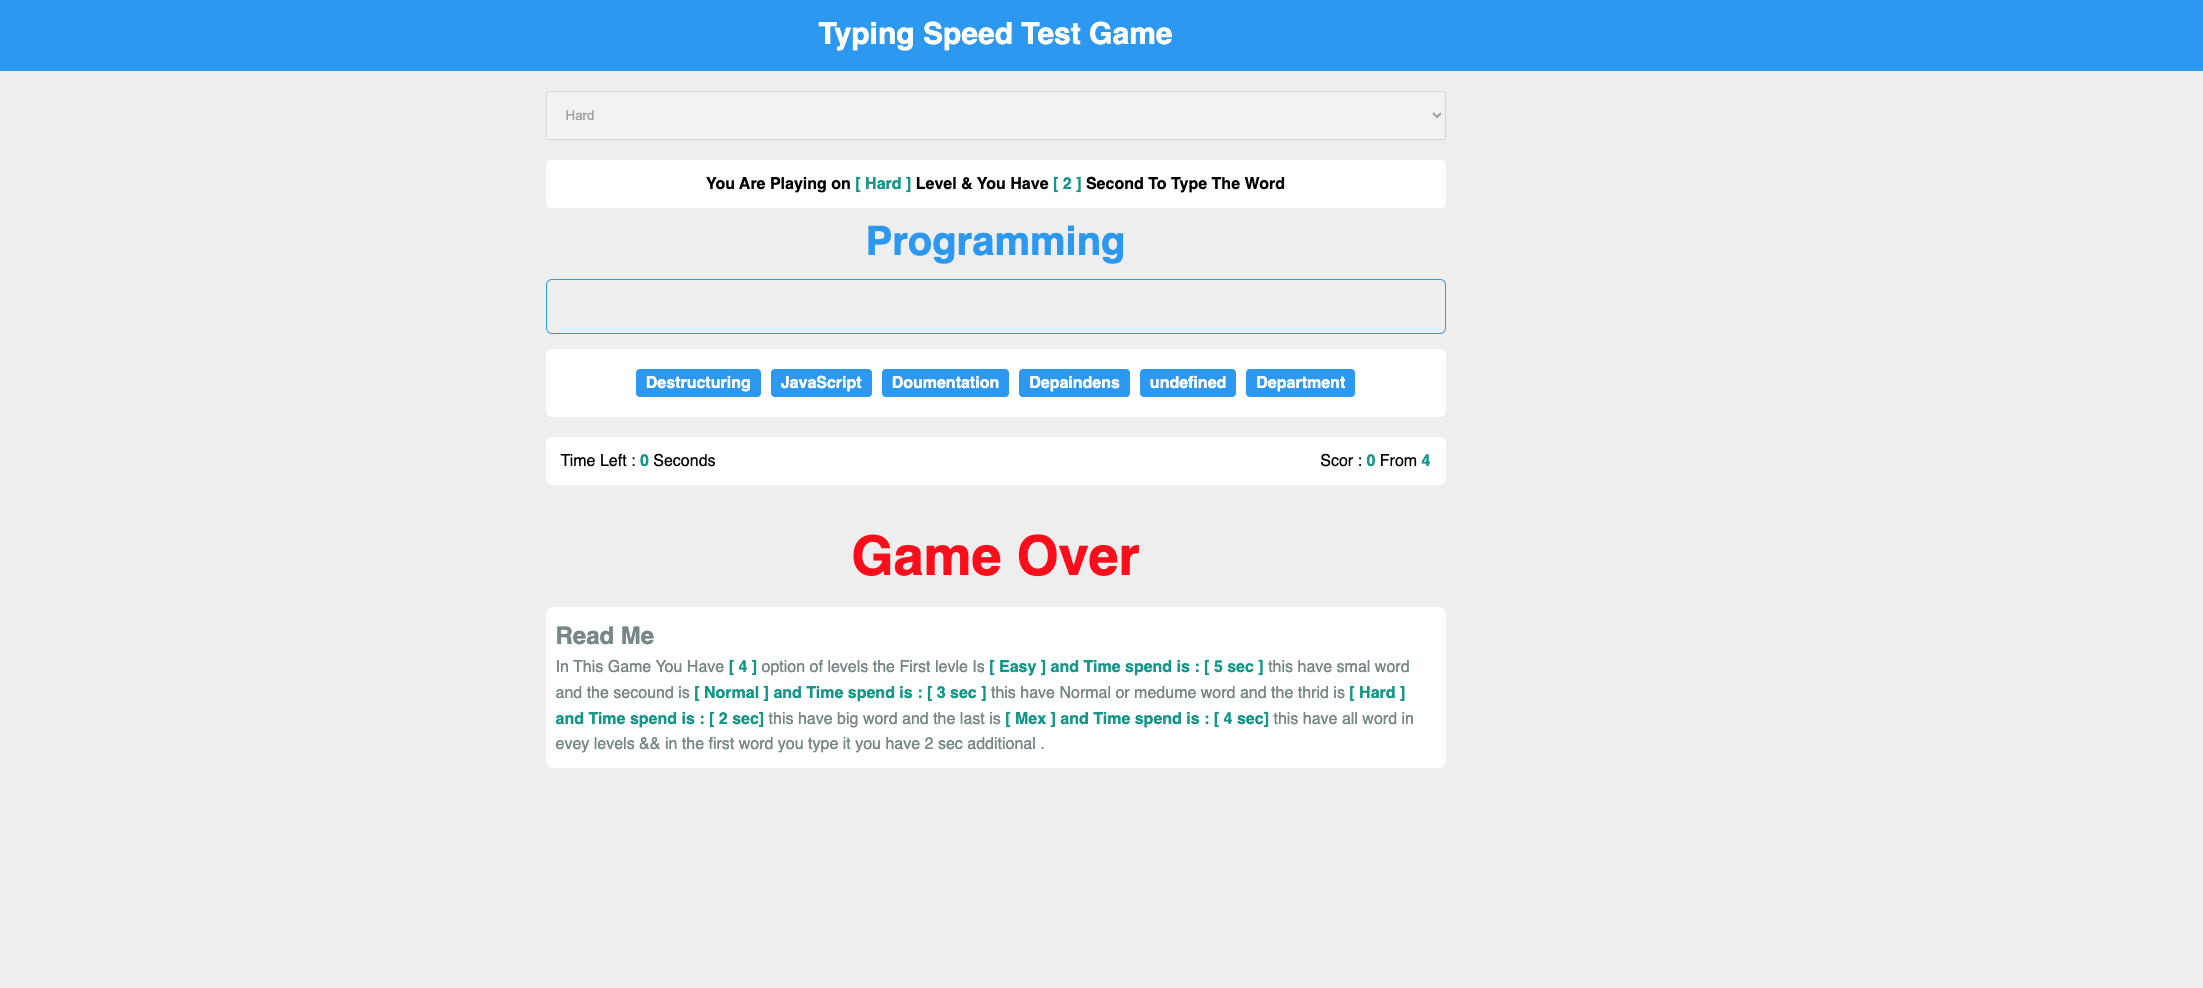 Typing Speed Test Game
Hard
You Are Playing on [ Hard ] Level & You Have [ 2 ] Second To Type The Word
Programming
Destructuring JavaScript Doumentation Depaindens undefined Department
Time Left : 0 Seconds Scor : 0 From 4
Game Over
Read Me
In This Game You Have [ 4 ] option of levels the First levle Is [ Easy ] and Time spend is : [ 5 sec ] this have smal word
and the secound is [ Normal ] and Time spend is : [ 3 sec ] this have Normal or medume word and the thrid is [ Hard ]
and Time spend is : [ 2 sec] this have big word and the last is [ Mex ] and Time spend is : [ 4 sec] this have all word in
evey levels && in the first word you type it you have 2 sec additional .